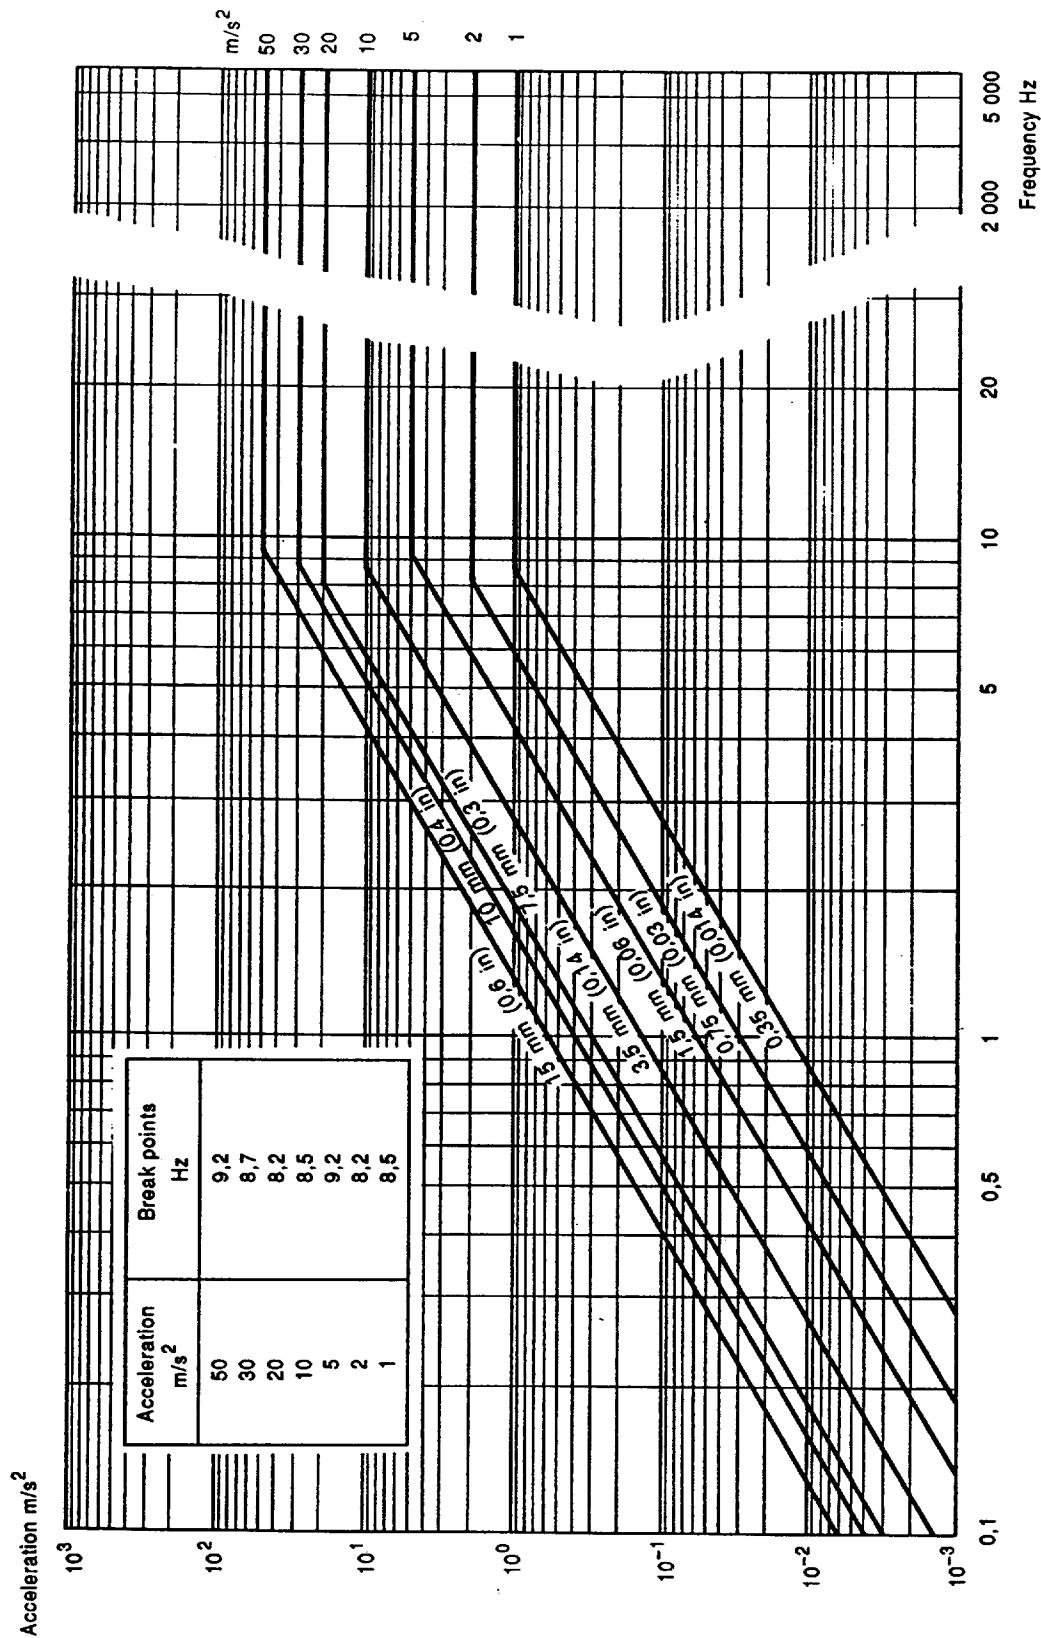 Acceleration m/s²
10³
10²
10¹
10⁰
10⁻¹
10⁻²
10⁻³
Acceleration Break points
m/s² Hz
50 9,2
30 8,7
20 8,2
10 8,5
5 9,2
2 8,2
1 8,5
15 mm (0,6 in)
10 mm (0,4 in)
7,5 mm (0,3 in)
3,5 mm (0,14 in)
1,5 mm (0,06 in)
0,75 mm (0,03 in)
0,35 mm (0,014 in)
m/s²
50
30
20
10
5
2
1
0,1 0,5 1 5 10 20 2 000 5 000
Frequency Hz